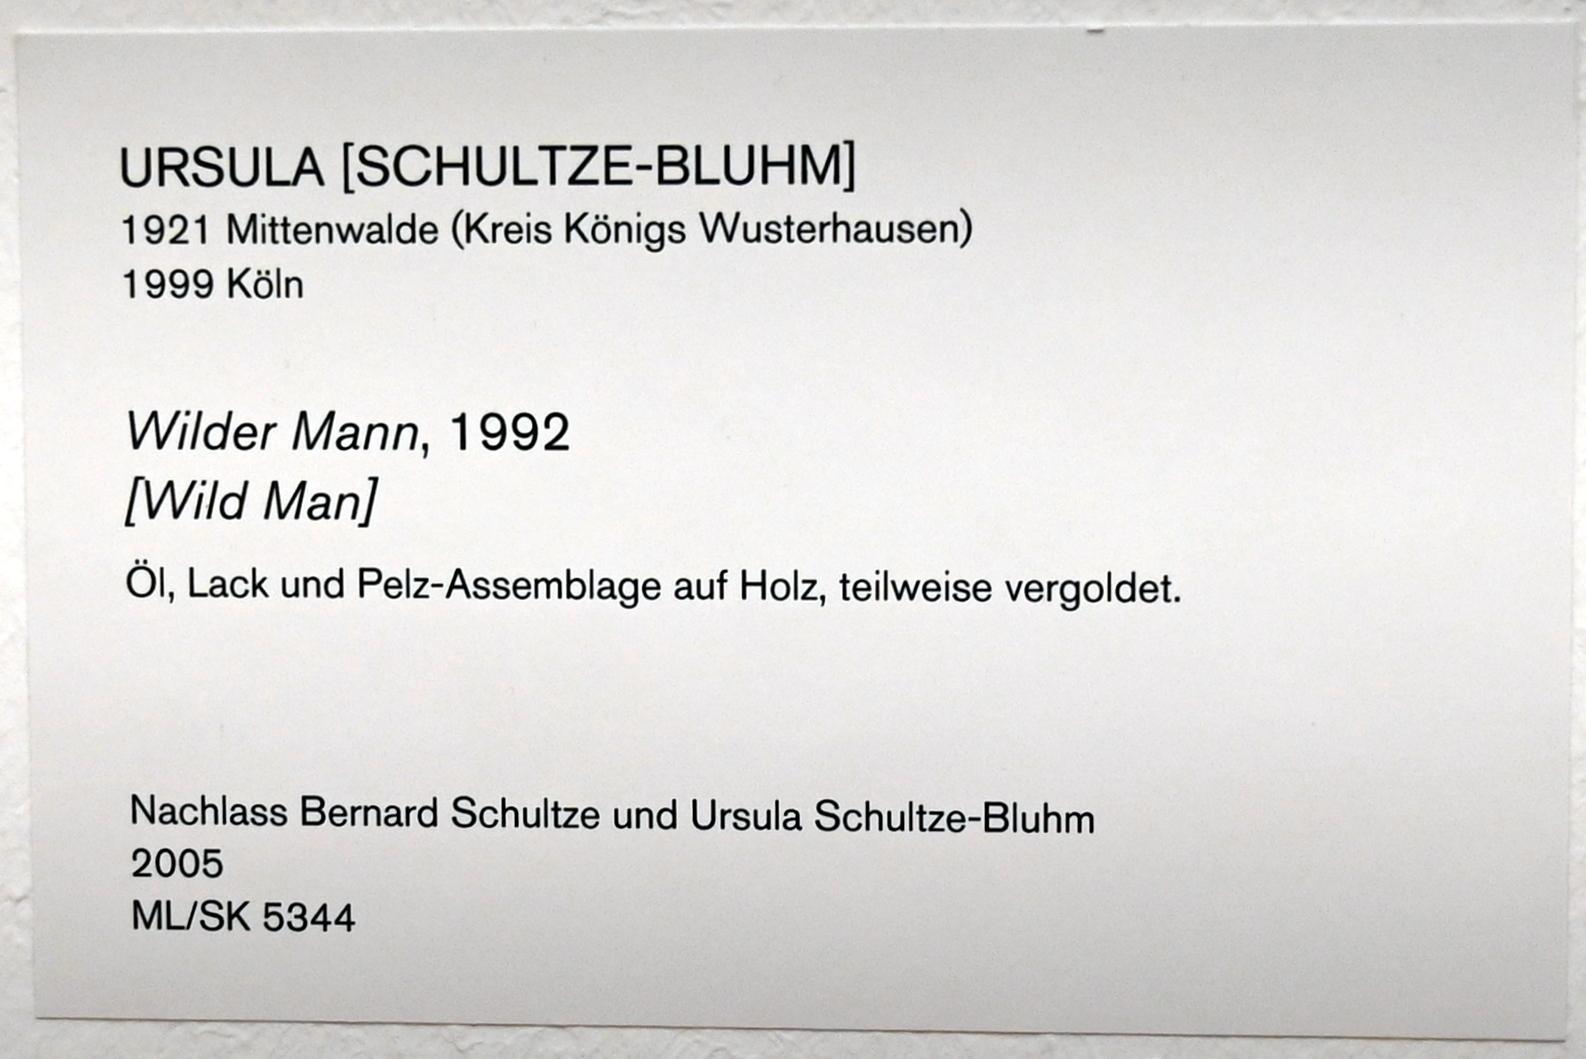 URSULA [SCHULTZE-BLUHM]
1921 Mittenwalde (Kreis Königs Wusterhausen)
1999 Köln
Wilder Mann, 1992
[Wild Man]
Öl, Lack und Pelz-Assemblage auf Holz, teilweise vergoldet.
Nachlass Bernard Schultze und Ursula Schultze-Bluhm
2005
ML/SK 5344